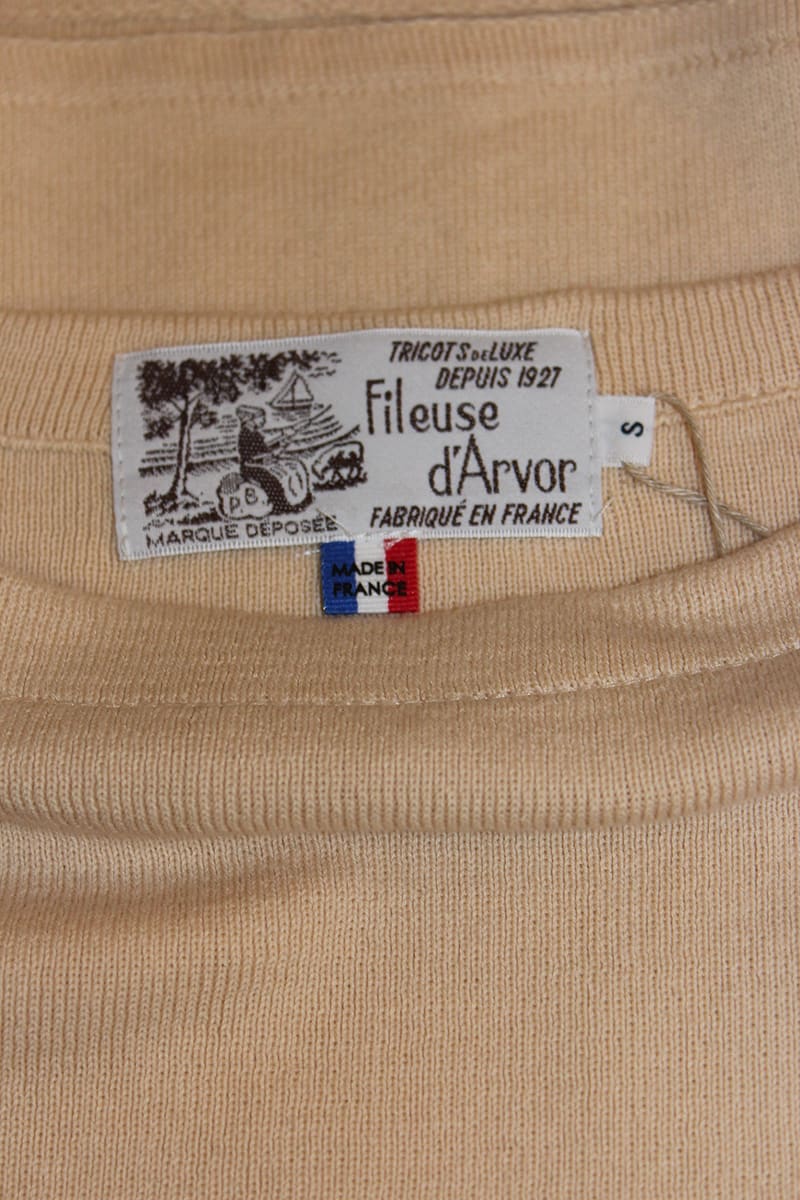 TRICOTS DE LUXE
DEPUIS 1927
Fileuse
d'Arvor
FABRIQUÉ EN FRANCE
P.B.
MARQUE DÉPOSÉE
S
MADE IN
FRANCE